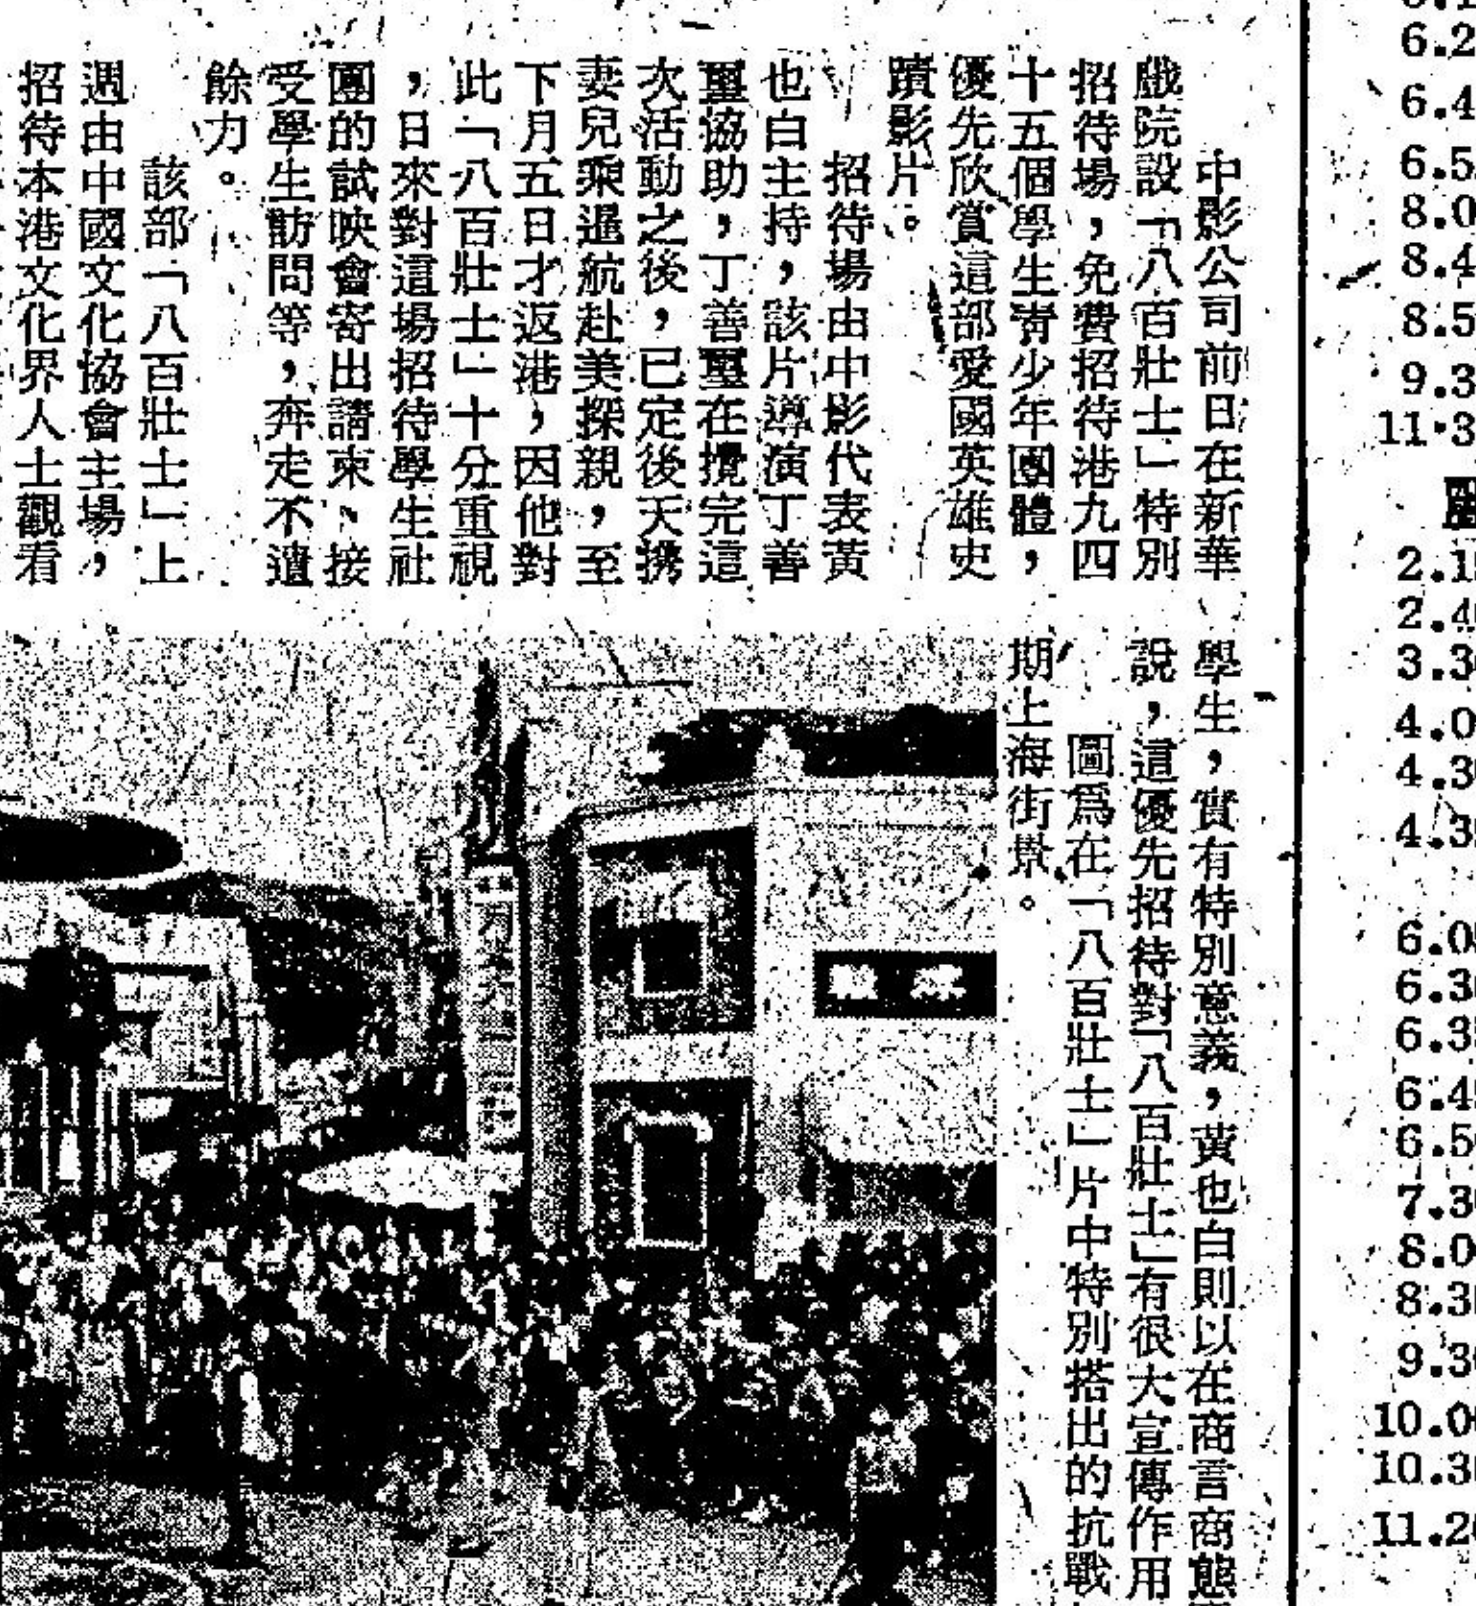 中影公司前日在新華
戲院設「八百壯士」特別
招待場，免費招待港九四
十五個學生青少年團體，
優先欣賞這部愛國英雄史
蹟影片。
招待場由中影代表黃
也白主持，該片導演丁善
璽協助，丁善璽在攪完這
次活動之後，已定後天携
妻兒乘暹航赴美探親，至
下月五日才返港，因他對
此「八百壯士」十分重視
，日來對這場招待學生社
團的試映會寄出請柬、接
受學生訪問等，奔走不遺
餘力。
該部「八百壯士」上
週由中國文化協會主場，
招待本港文化界人士觀看
學生，實有特別意義，黃也白則以在商言商態
說，這優先招待對「八百壯士」有很大宣傳作用
圖爲在「八百壯士」片中特別搭出的抗戰
期上海街景。
6.2
6.4
6.5
8.0
8.4
8.5
9.3
11.3
2.1
2.4
3.3
4.0
4.3
4.3
6.0
6.3
6.3
6.4
6.5
7.3
8.0
8.3
9.3
10.0
10.3
11.2